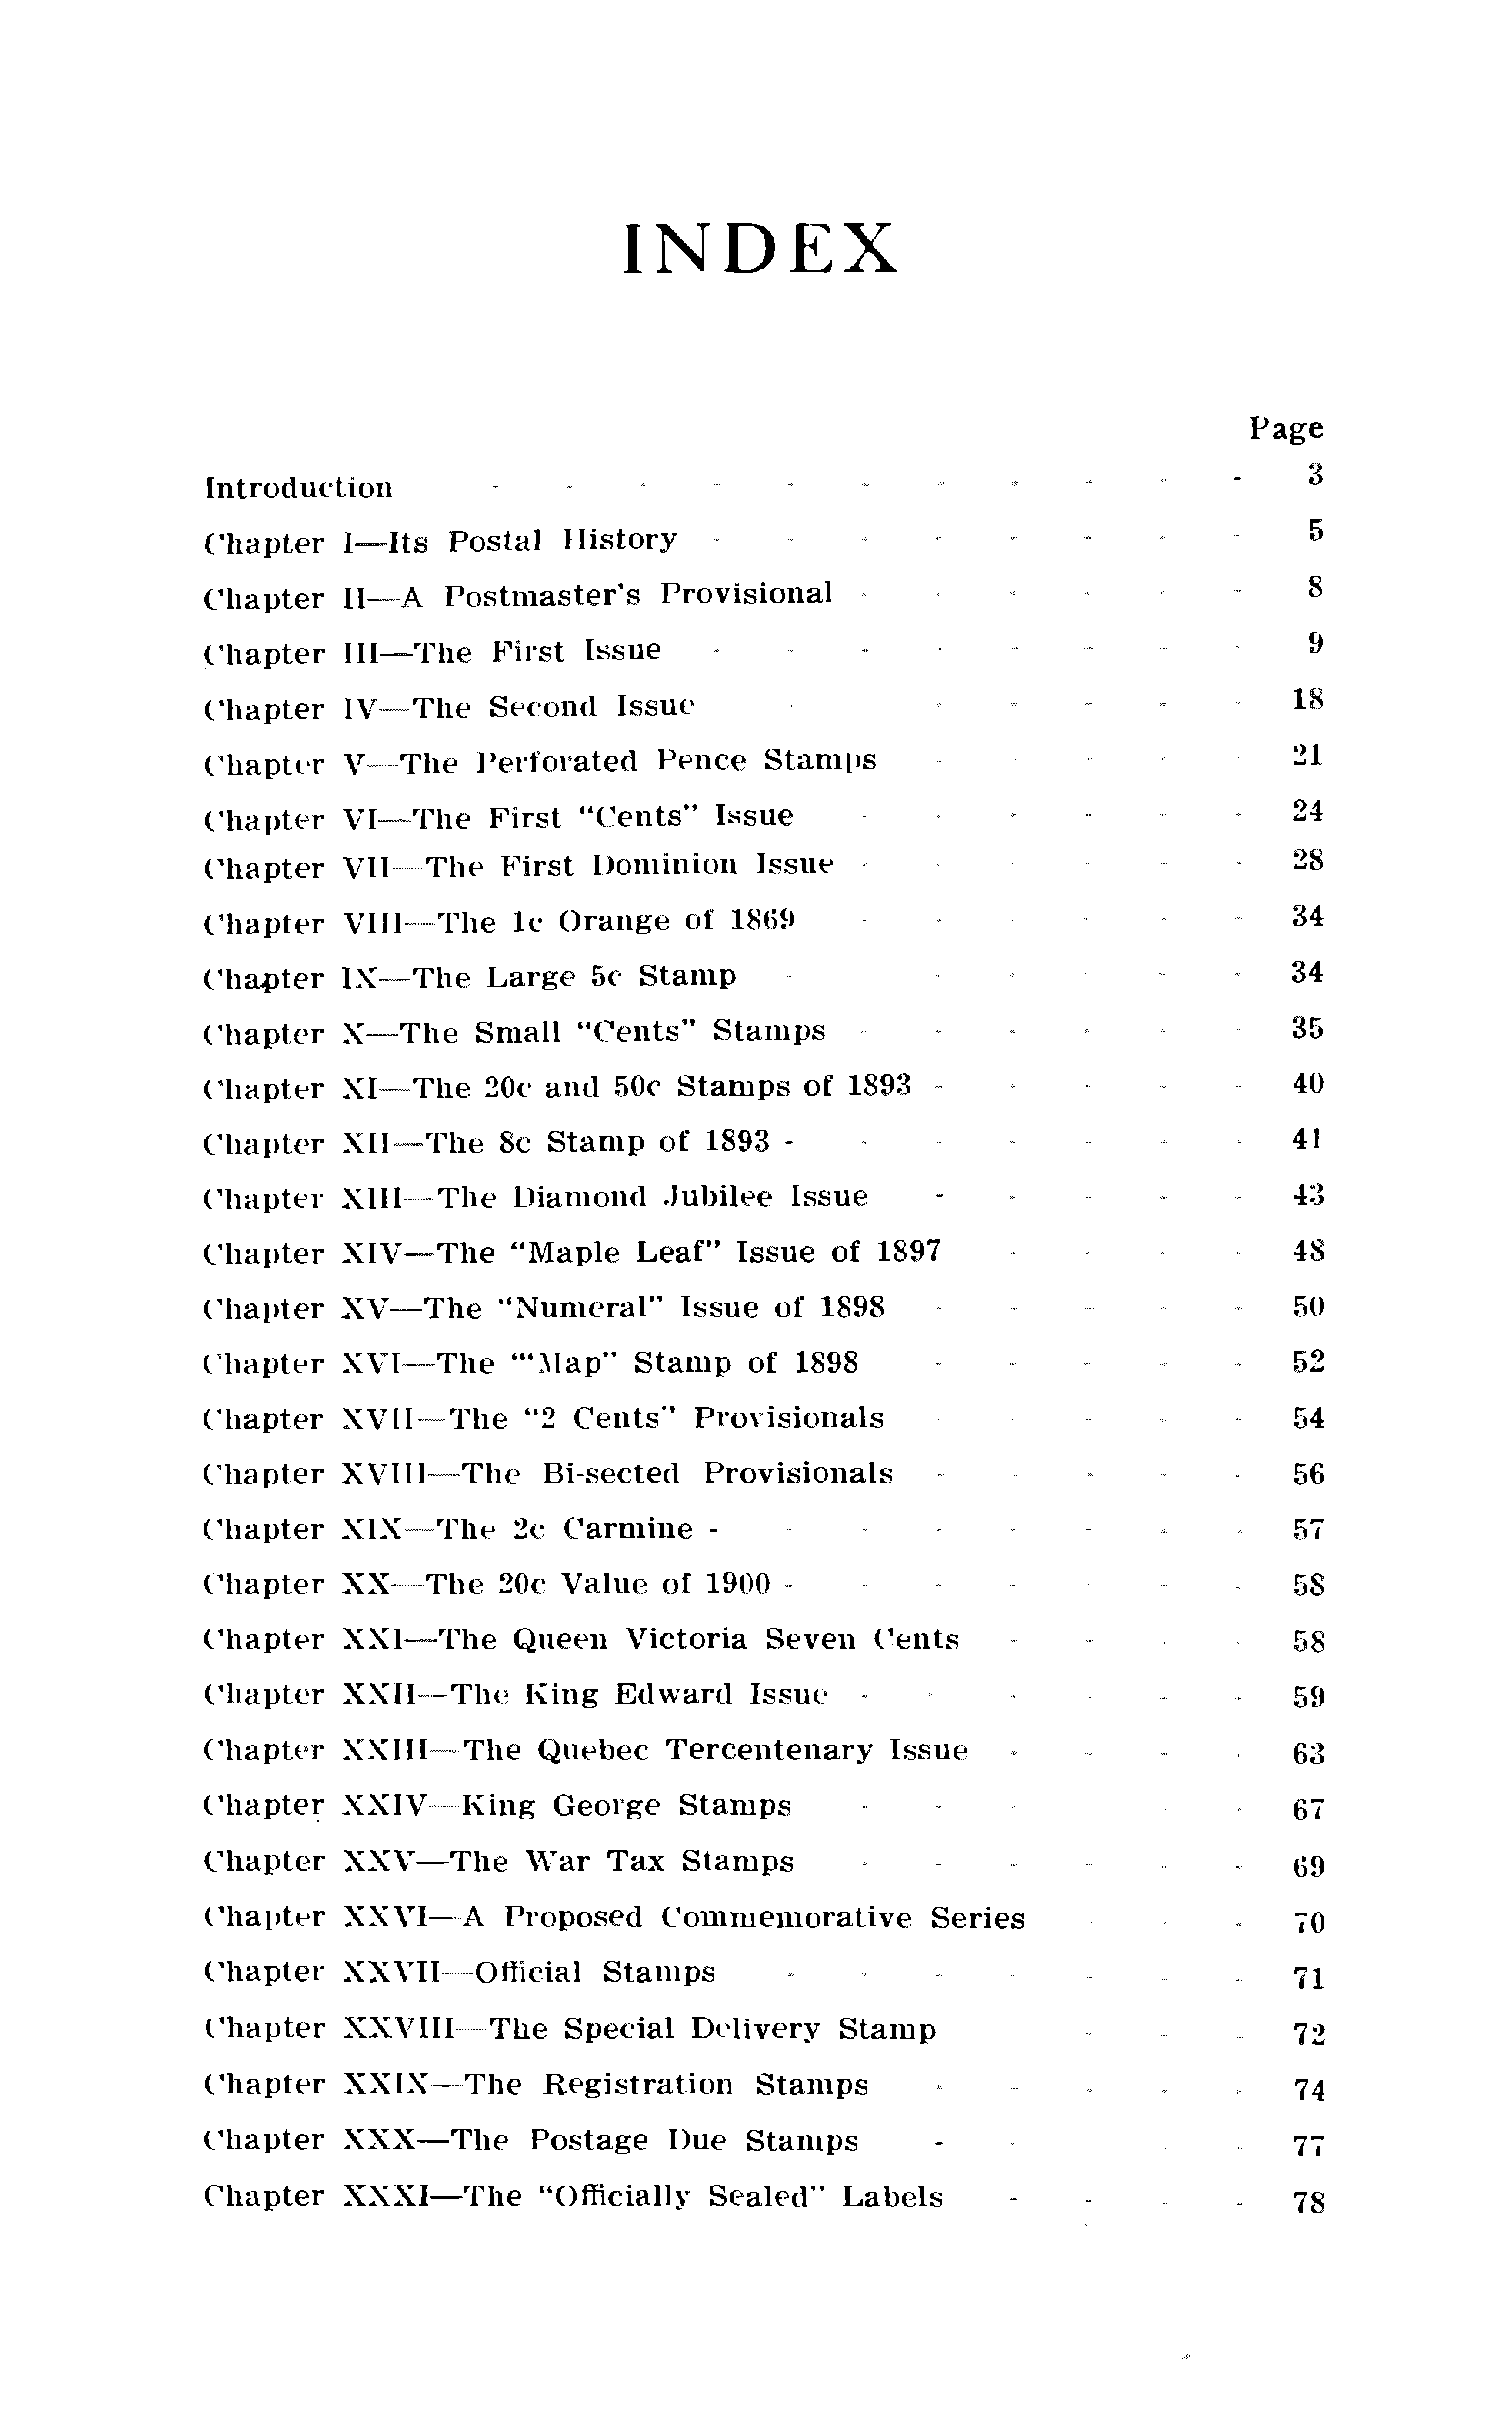 INDEX
Page
Introduction - - - - - - - - - - - 3
Chapter I—Its Postal History - - - - - - - - 5
Chapter II—A Postmaster's Provisional - - - - - - 8
Chapter III—The First Issue - - - - - - - - 9
Chapter IV—The Second Issue - - - - - - 18
Chapter V—The Perforated Pence Stamps - - - - - 21
Chapter VI—The First "Cents" Issue - - - - - - 24
Chapter VII—The First Dominion Issue - - - - - - 28
Chapter VIII—The 1c Orange of 1869 - - - - - - 34
Chapter IX—The Large 5c Stamp - - - - - - 34
Chapter X—The Small "Cents" Stamps - - - - - - 35
Chapter XI—The 20c and 50c Stamps of 1893 - - - - - 40
Chapter XII—The 8c Stamp of 1893 - - - - - - - 41
Chapter XIII—The Diamond Jubilee Issue - - - - - 43
Chapter XIV—The "Maple Leaf" Issue of 1897 - - - - 48
Chapter XV—The "Numeral" Issue of 1898 - - - - - 50
Chapter XVI—The "'Map" Stamp of 1898 - - - - - 52
Chapter XVII—The "2 Cents" Provisionals - - - - - 54
Chapter XVIII—The Bi-sected Provisionals - - - - - 56
Chapter XIX—The 2c Carmine - - - - - - - - 57
Chapter XX—The 20c Value of 1900 - - - - - - - 58
Chapter XXI—The Queen Victoria Seven Cents - - - - 58
Chapter XXII—The King Edward Issue - - - - - - 59
Chapter XXIII—The Quebec Tercentenary Issue - - - - 63
Chapter XXIV—King George Stamps - - - - - 67
Chapter XXV—The War Tax Stamps - - - - - - 69
Chapter XXVI—A Proposed Commemorative Series - - - 70
Chapter XXVII—Official Stamps - - - - - - - 71
Chapter XXVIII—The Special Delivery Stamp - - - 72
Chapter XXIX—The Registration Stamps - - - - - 74
Chapter XXX—The Postage Due Stamps - - - - 77
Chapter XXXI—The "Officially Sealed" Labels - - - - 78